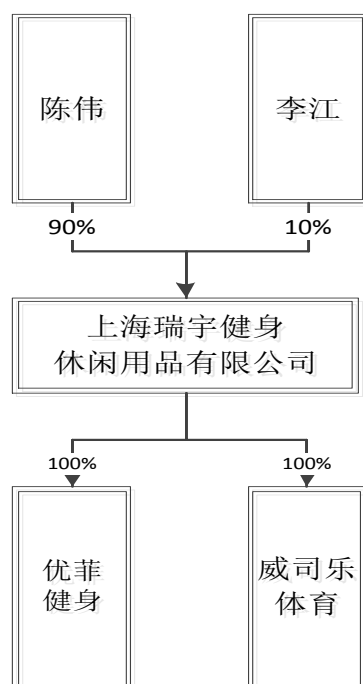 陈伟
李江
90%
10%
上海瑞宇健身
休闲用品有限公司
100%
100%
优菲
健身
威司乐
体育